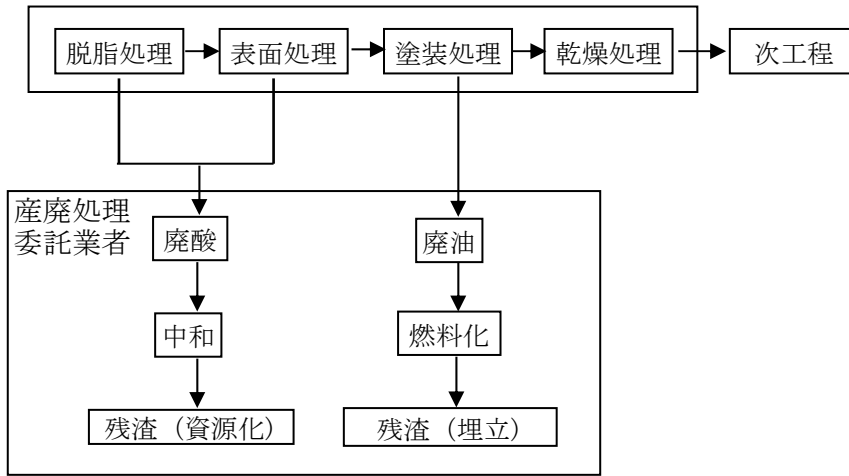 脱脂処理
表面処理
塗装処理
乾燥処理
次工程
産廃処理
委託業者
廃酸
廃油
中和
燃料化
残渣（資源化）
残渣（埋立）